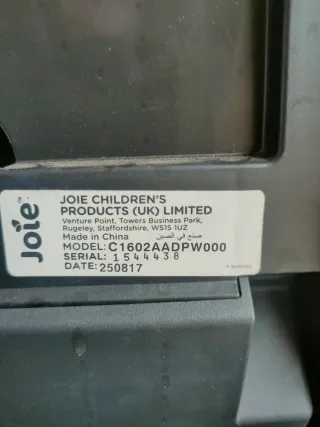 Joie™
JOIE CHILDREN'S
PRODUCTS (UK) LIMITED
Venture Point, Towers Business Park,
Rugeley, Staffordshire, WS15 1UZ
Made in China صنع في الصين
MODEL: C1602AADPW000
SERIAL: 1544438
DATE: 250817